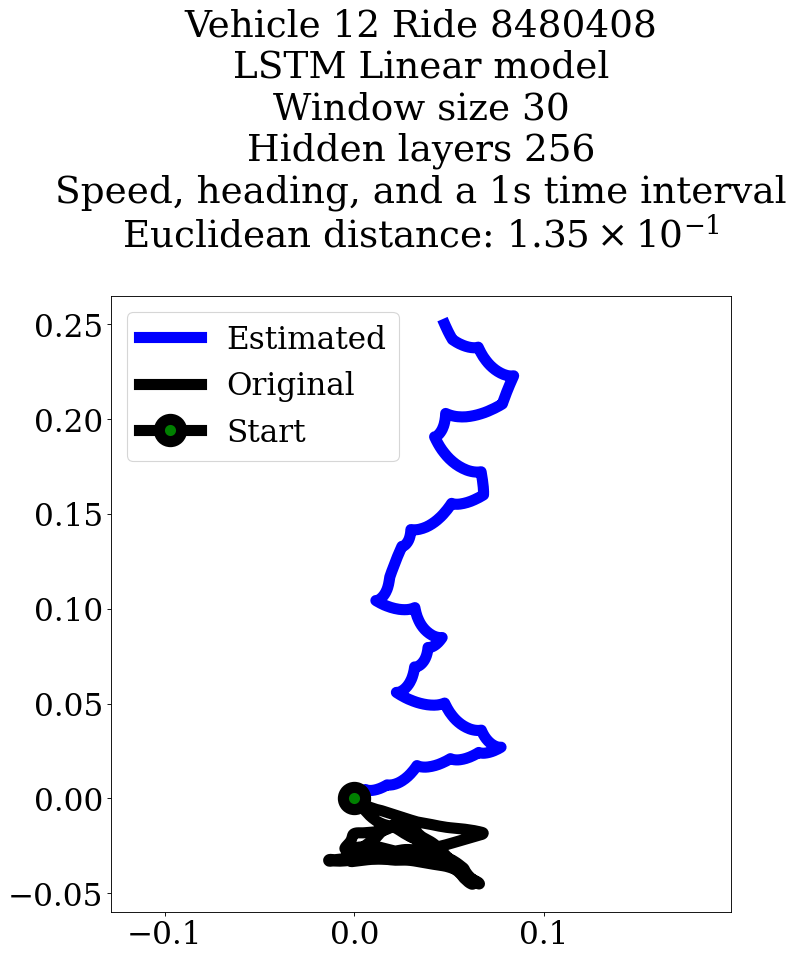 Vehicle 12 Ride 8480408
LSTM Linear model
Window size 30
Hidden layers 256
Speed, heading, and a 1s time interval
Euclidean distance: 1.35 × 10⁻¹
Estimated
Original
Start
0.25
0.20
0.15
0.10
0.05
0.00
−0.05
−0.1 0.0 0.1